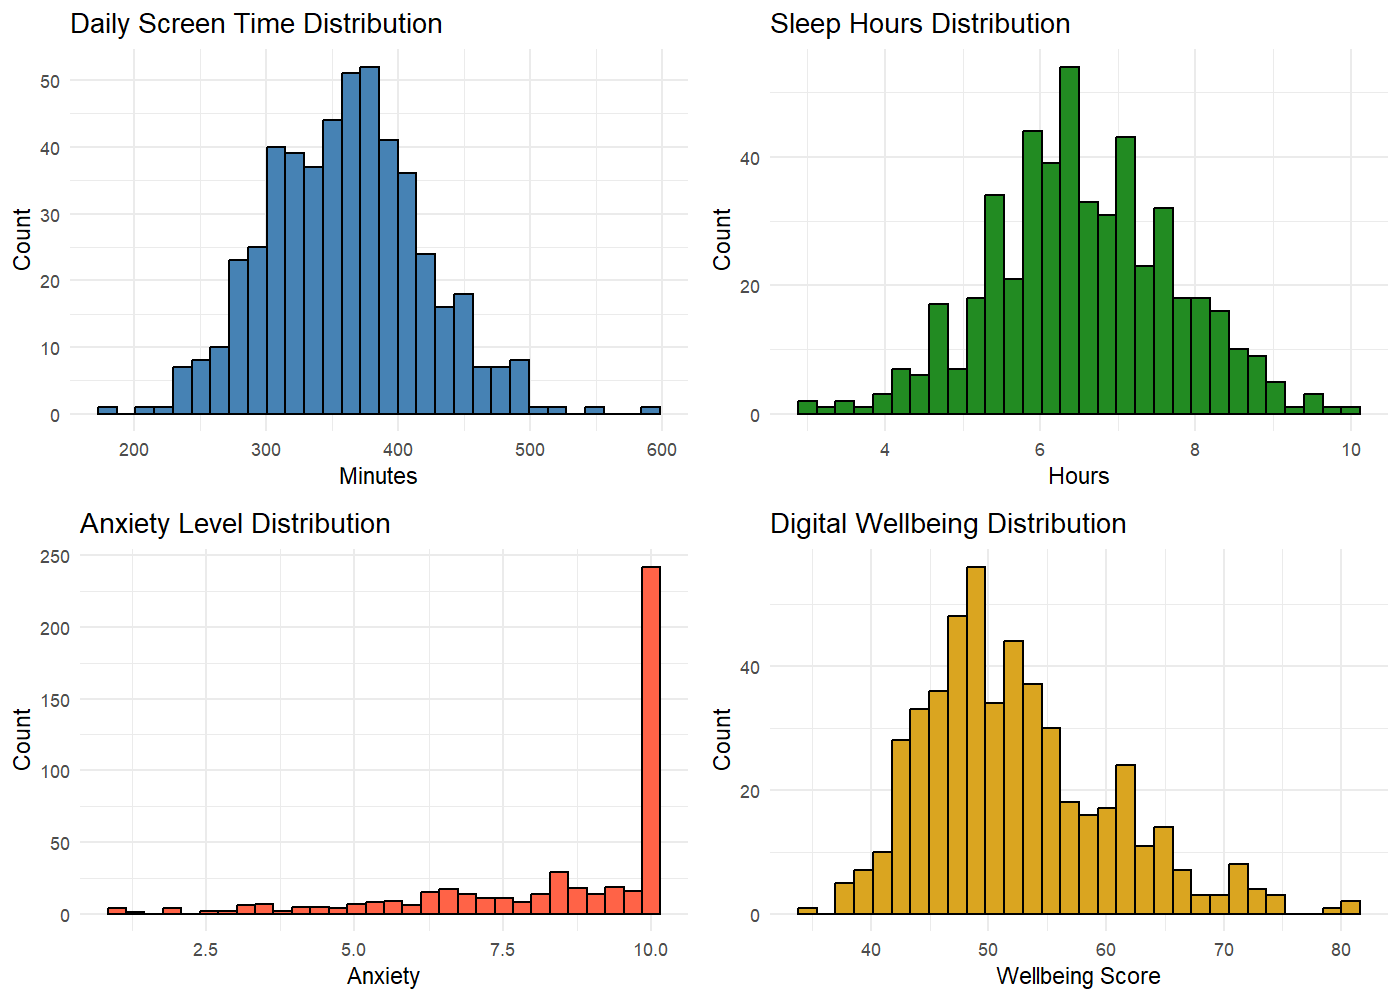 Daily Screen Time Distribution
Count
50
40
30
20
10
0
200 300 400 500 600
Minutes
Sleep Hours Distribution
Count
40
20
0
4 6 8 10
Hours
Anxiety Level Distribution
Count
250
200
150
100
50
0
2.5 5.0 7.5 10.0
Anxiety
Digital Wellbeing Distribution
Count
40
20
0
40 50 60 70 80
Wellbeing Score